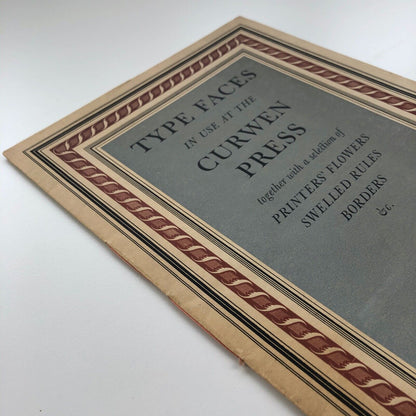 TYPE FACES
IN USE AT THE
CURWEN
PRESS
together with a selection of
PRINTERS' FLOWERS
SWELLED RULES
BORDERS
&c.